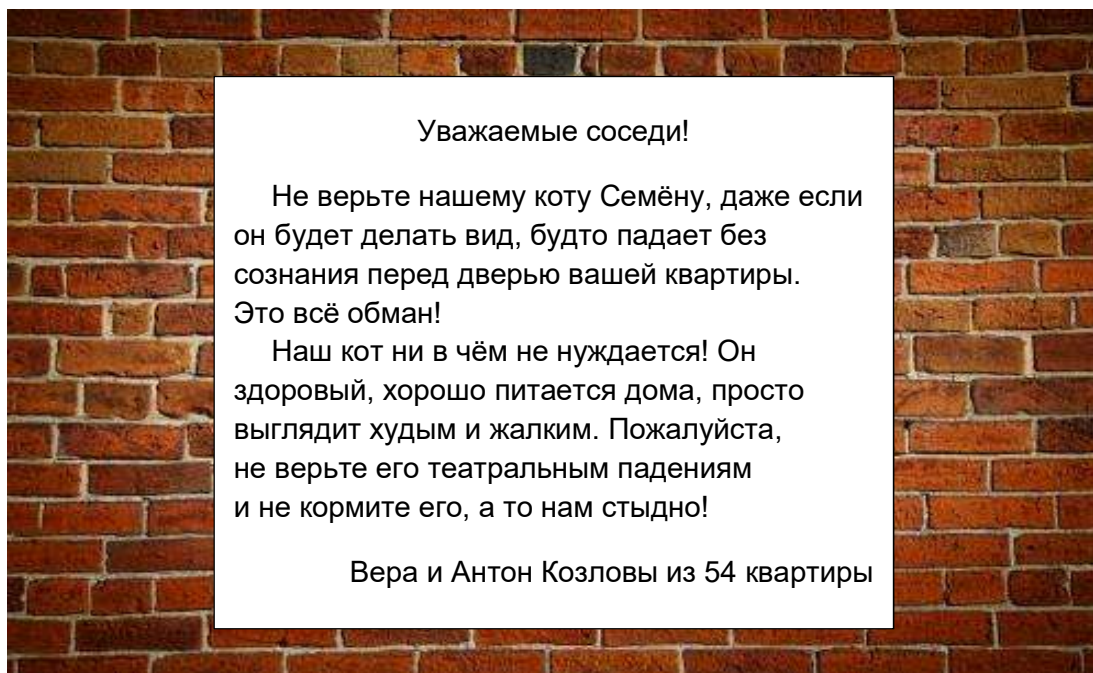 Уважаемые соседи!
Не верьте нашему коту Семёну, даже если
он будет делать вид, будто падает без
сознания перед дверью вашей квартиры.
Это всё обман!
Наш кот ни в чём не нуждается! Он
здоровый, хорошо питается дома, просто
выглядит худым и жалким. Пожалуйста,
не верьте его театральным падениям
и не кормите его, а то нам стыдно!
Вера и Антон Козловы из 54 квартиры